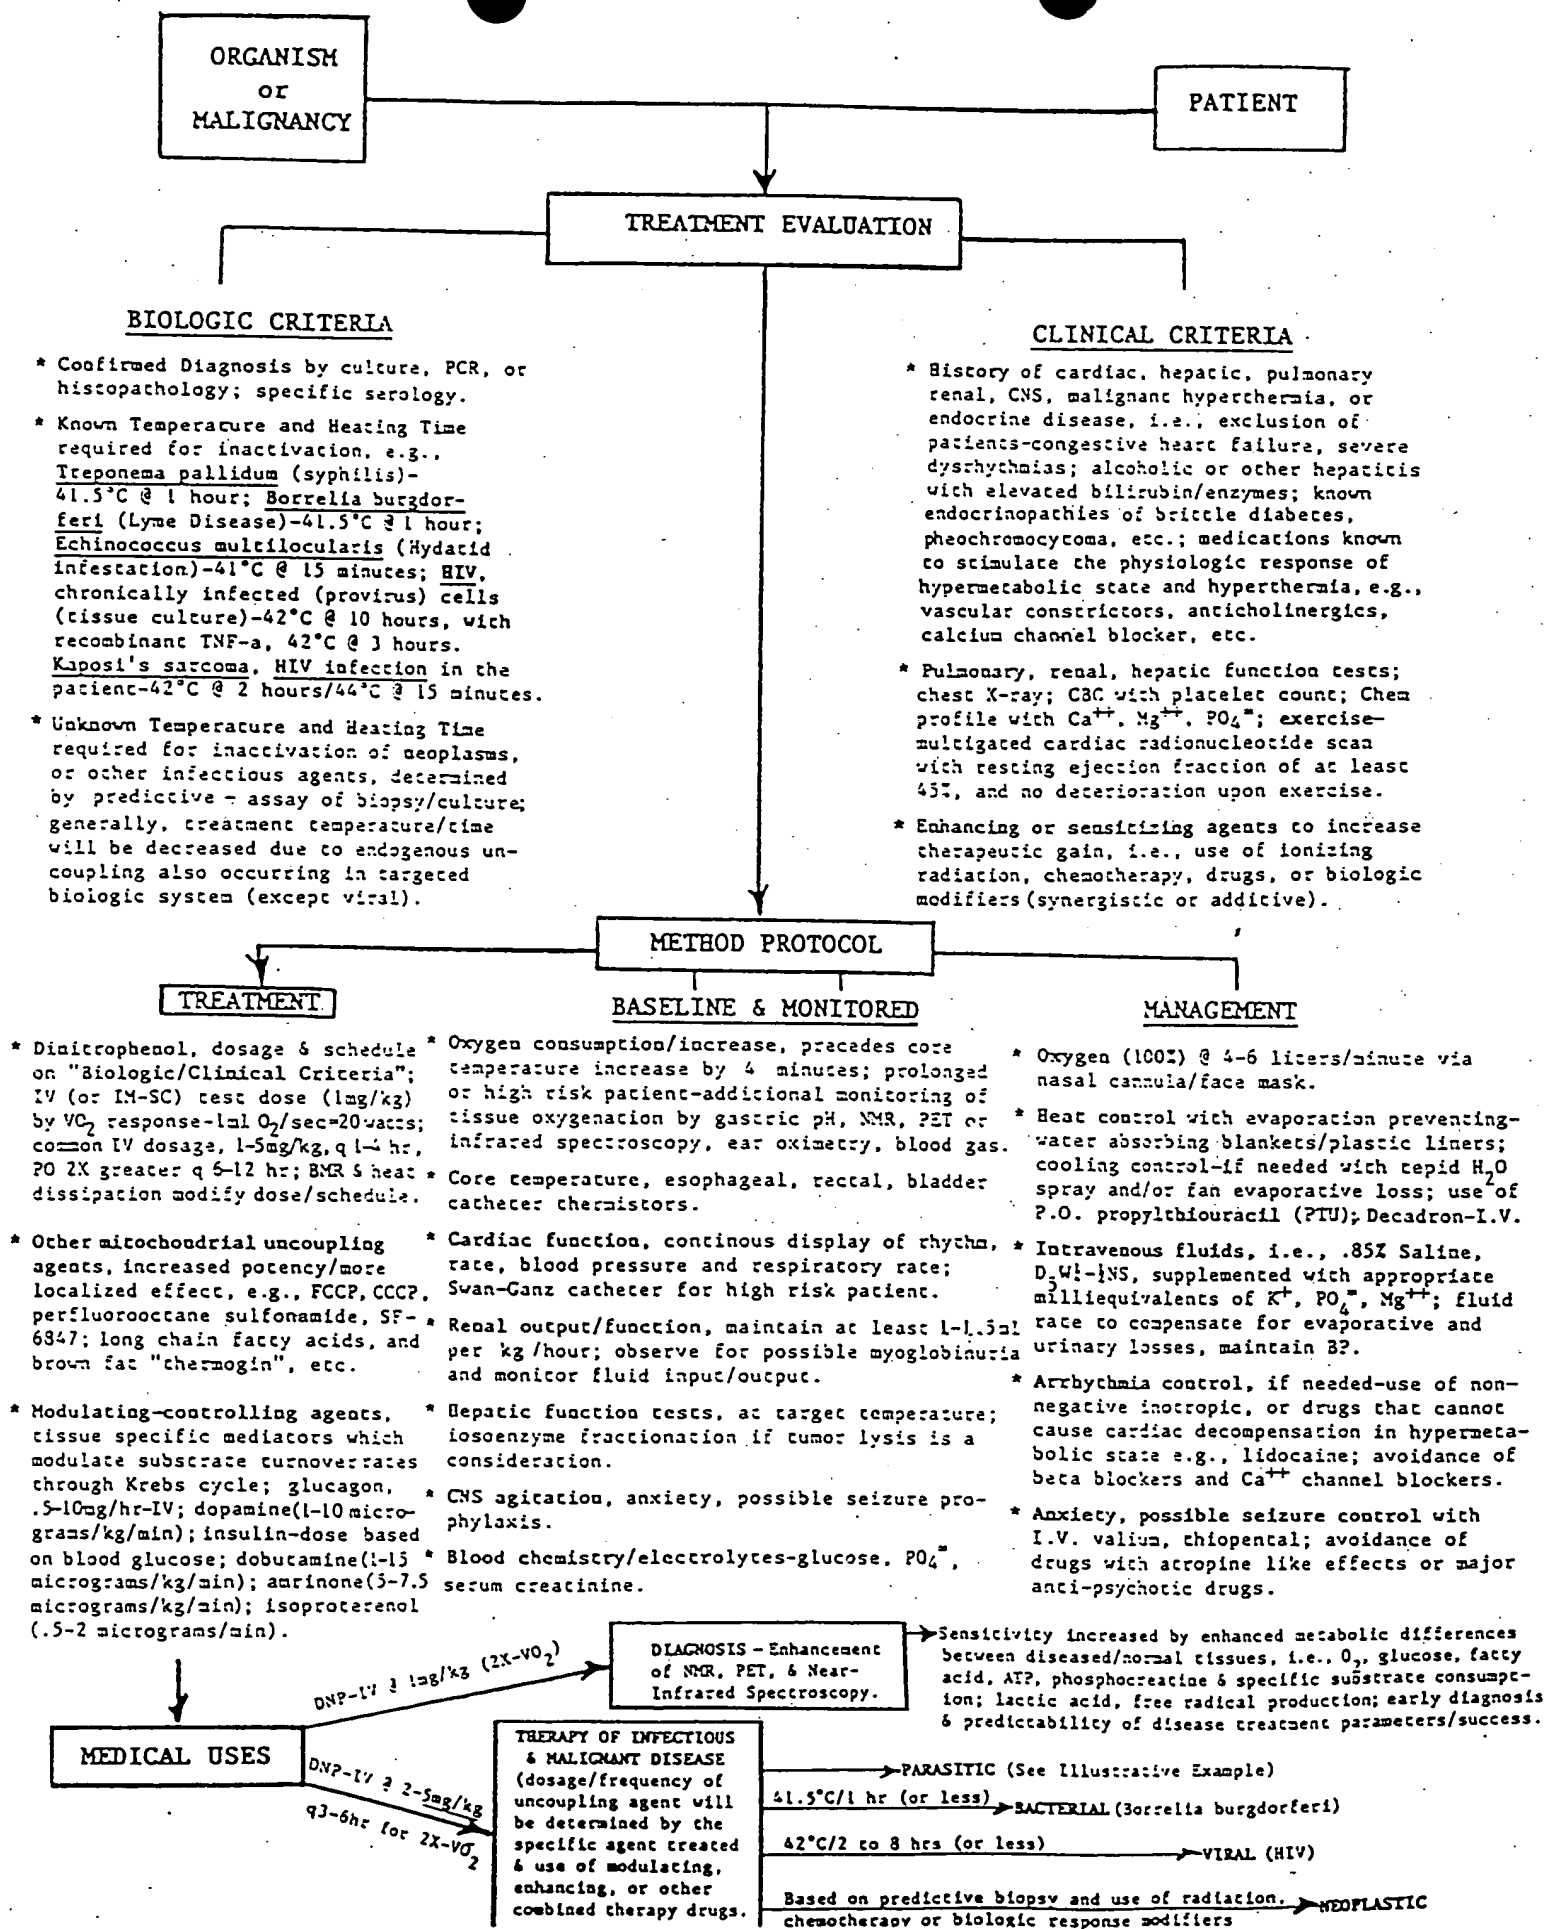 ORGANISM
or
MALIGNANCY
PATIENT
TREATMENT EVALUATION
BIOLOGIC CRITERIA
* Confirmed Diagnosis by culture, PCR, or
histopathology; specific serology.
* Known Temperature and Heating Time
required for inactivation, e.g.,
Treponema pallidum (syphilis)-
41.5°C @ 1 hour; Borrelia burgdor-
feri (Lyme Disease)-41.5°C @ 1 hour;
Echinococcus multilocularis (Hydatid
infestation)-41°C @ 15 minutes; HIV,
chronically infected (provirus) cells
(tissue culture)-42°C @ 10 hours, with
recombinant TNF-a, 42°C @ 3 hours.
Kaposi's sarcoma, HIV infection in the
patient-42°C @ 2 hours/44°C @ 15 minutes.
* Unknown Temperature and Heating Time
required for inactivation of neoplasms,
or other infectious agents, determined
by predictive - assay of biopsy/culture;
generally, treatment temperature/time
will be decreased due to endogenous un-
coupling also occurring in targeted
biologic system (except viral).
CLINICAL CRITERIA
* History of cardiac, hepatic, pulmonary
renal, CNS, malignant hyperthermia, or
endocrine disease, i.e., exclusion of
patients-congestive heart failure, severe
dysrhythmias; alcoholic or other hepatitis
with elevated bilirubin/enzymes; known
endocrinopathies of brittle diabetes,
pheochromocytoma, etc.; medications known
to stimulate the physiologic response of
hypermetabolic state and hyperthermia, e.g.,
vascular constrictors, anticholinergics,
calcium channel blocker, etc.
* Pulmonary, renal, hepatic function tests;
chest X-ray; CBC with platelet count; Chem
profile with Ca++, Mg++, PO4=; exercise-
multigated cardiac radionucleotide scan
with resting ejection fraction of at least
45%, and no deterioration upon exercise.
* Enhancing or sensitizing agents to increase
therapeutic gain, i.e., use of ionizing
radiation, chemotherapy, drugs, or biologic
modifiers (synergistic or additive).
METHOD PROTOCOL
TREATMENT
* Dinitrophenol, dosage & schedule
on "Biologic/Clinical Criteria";
IV (or IM-SC) test dose (1mg/kg)
by VO2 response-1ml O2/sec=20watts;
common IV dosage, 1-5mg/kg, q 1-4 hr,
PO 2X greater q 6-12 hr; BMR & heat
dissipation modify dose/schedule.
* Other mitochondrial uncoupling
agents, increased potency/more
localized effect, e.g., FCCP, CCCP,
perfluorooctane sulfonamide, SF-
6847; long chain fatty acids, and
brown fat "thermogin", etc.
* Modulating-controlling agents,
tissue specific mediators which
modulate substrate turnoverrates
through Krebs cycle; glucagon,
.5-10mg/hr-IV; dopamine(1-10 micro-
grams/kg/min); insulin-dose based
on blood glucose; dobutamine(1-15
micrograms/kg/min); amrinone(5-7.5
micrograms/kg/min); isoproterenol
(.5-2 micrograms/min).
BASELINE & MONITORED
* Oxygen consumption/increase, precedes core
temperature increase by 4 minutes; prolonged
or high risk patient-additional monitoring of
tissue oxygenation by gastric pH, NMR, PET or
infrared spectroscopy, ear oximetry, blood gas.
* Core temperature, esophageal, rectal, bladder
catheter thermistors.
* Cardiac function, continous display of rhythm,
rate, blood pressure and respiratory rate;
Swan-Ganz catheter for high risk patient.
* Renal output/function, maintain at least 1-1.5ml
per kg/hour; observe for possible myoglobinuria
and monitor fluid input/output.
* Hepatic function tests, at target temperature;
isoenzyme fractionation if tumor lysis is a
consideration.
* CNS agitation, anxiety, possible seizure pro-
phylaxis.
* Blood chemistry/electrolytes-glucose, PO4=,
serum creatinine.
MANAGEMENT
* Oxygen (100%) @ 4-6 liters/minute via
nasal cannula/face mask.
* Heat control with evaporation preventing-
water absorbing blankets/plastic liners;
cooling control-if needed with tepid H2O
spray and/or fan evaporative loss; use of
P.O. propylthiouracil (PTU); Decadron-I.V.
* Intravenous fluids, i.e., .85% Saline,
supplemented with appropriate
milliequivalents of K+, PO4=, Mg++; fluid
rate to compensate for evaporative and
urinary losses, maintain BP.
* Arrhythmia control, if needed-use of non-
negative inotropic, or drugs that cannot
cause cardiac decompensation in hypermeta-
bolic state e.g., lidocaine; avoidance of
beta blockers and Ca++ channel blockers.
* Anxiety, possible seizure control with
I.V. valium, thiopental; avoidance of
drugs with atropine like effects or major
anti-psychotic drugs.
MEDICAL USES
DNP-IV @ 1mg/kg (2X-VO2)
DIAGNOSIS - Enhancement
of NMR, PET, & Near-
Infrared Spectroscopy.
Sensitivity increased by enhanced metabolic differences
between diseased/normal tissues, i.e., O2, glucose, fatty
acid, ATP, phosphocreatine & specific substrate consumpt-
ion; lactic acid, free radical production; early diagnosis
& predictability of disease treatment parameters/success.
DNP-IV @ 2-5mg/kg
q3-6hr for 2X-VO2
THERAPY OF INFECTIOUS
& MALIGNANT DISEASE
(dosage/frequency of
uncoupling agent will
be determined by the
specific agent treated
& use of modulating,
enhancing, or other
combined therapy drugs.
PARASITIC (See Illustrative Example)
41.5°C/1 hr (or less) BACTERIAL (Borrelia burgdorferi)
42°C/2 to 8 hrs (or less) VIRAL (HIV)
Based on predictive biopsy and use of radiation, NEOPLASTIC
chemotherapy or biologic response modifiers